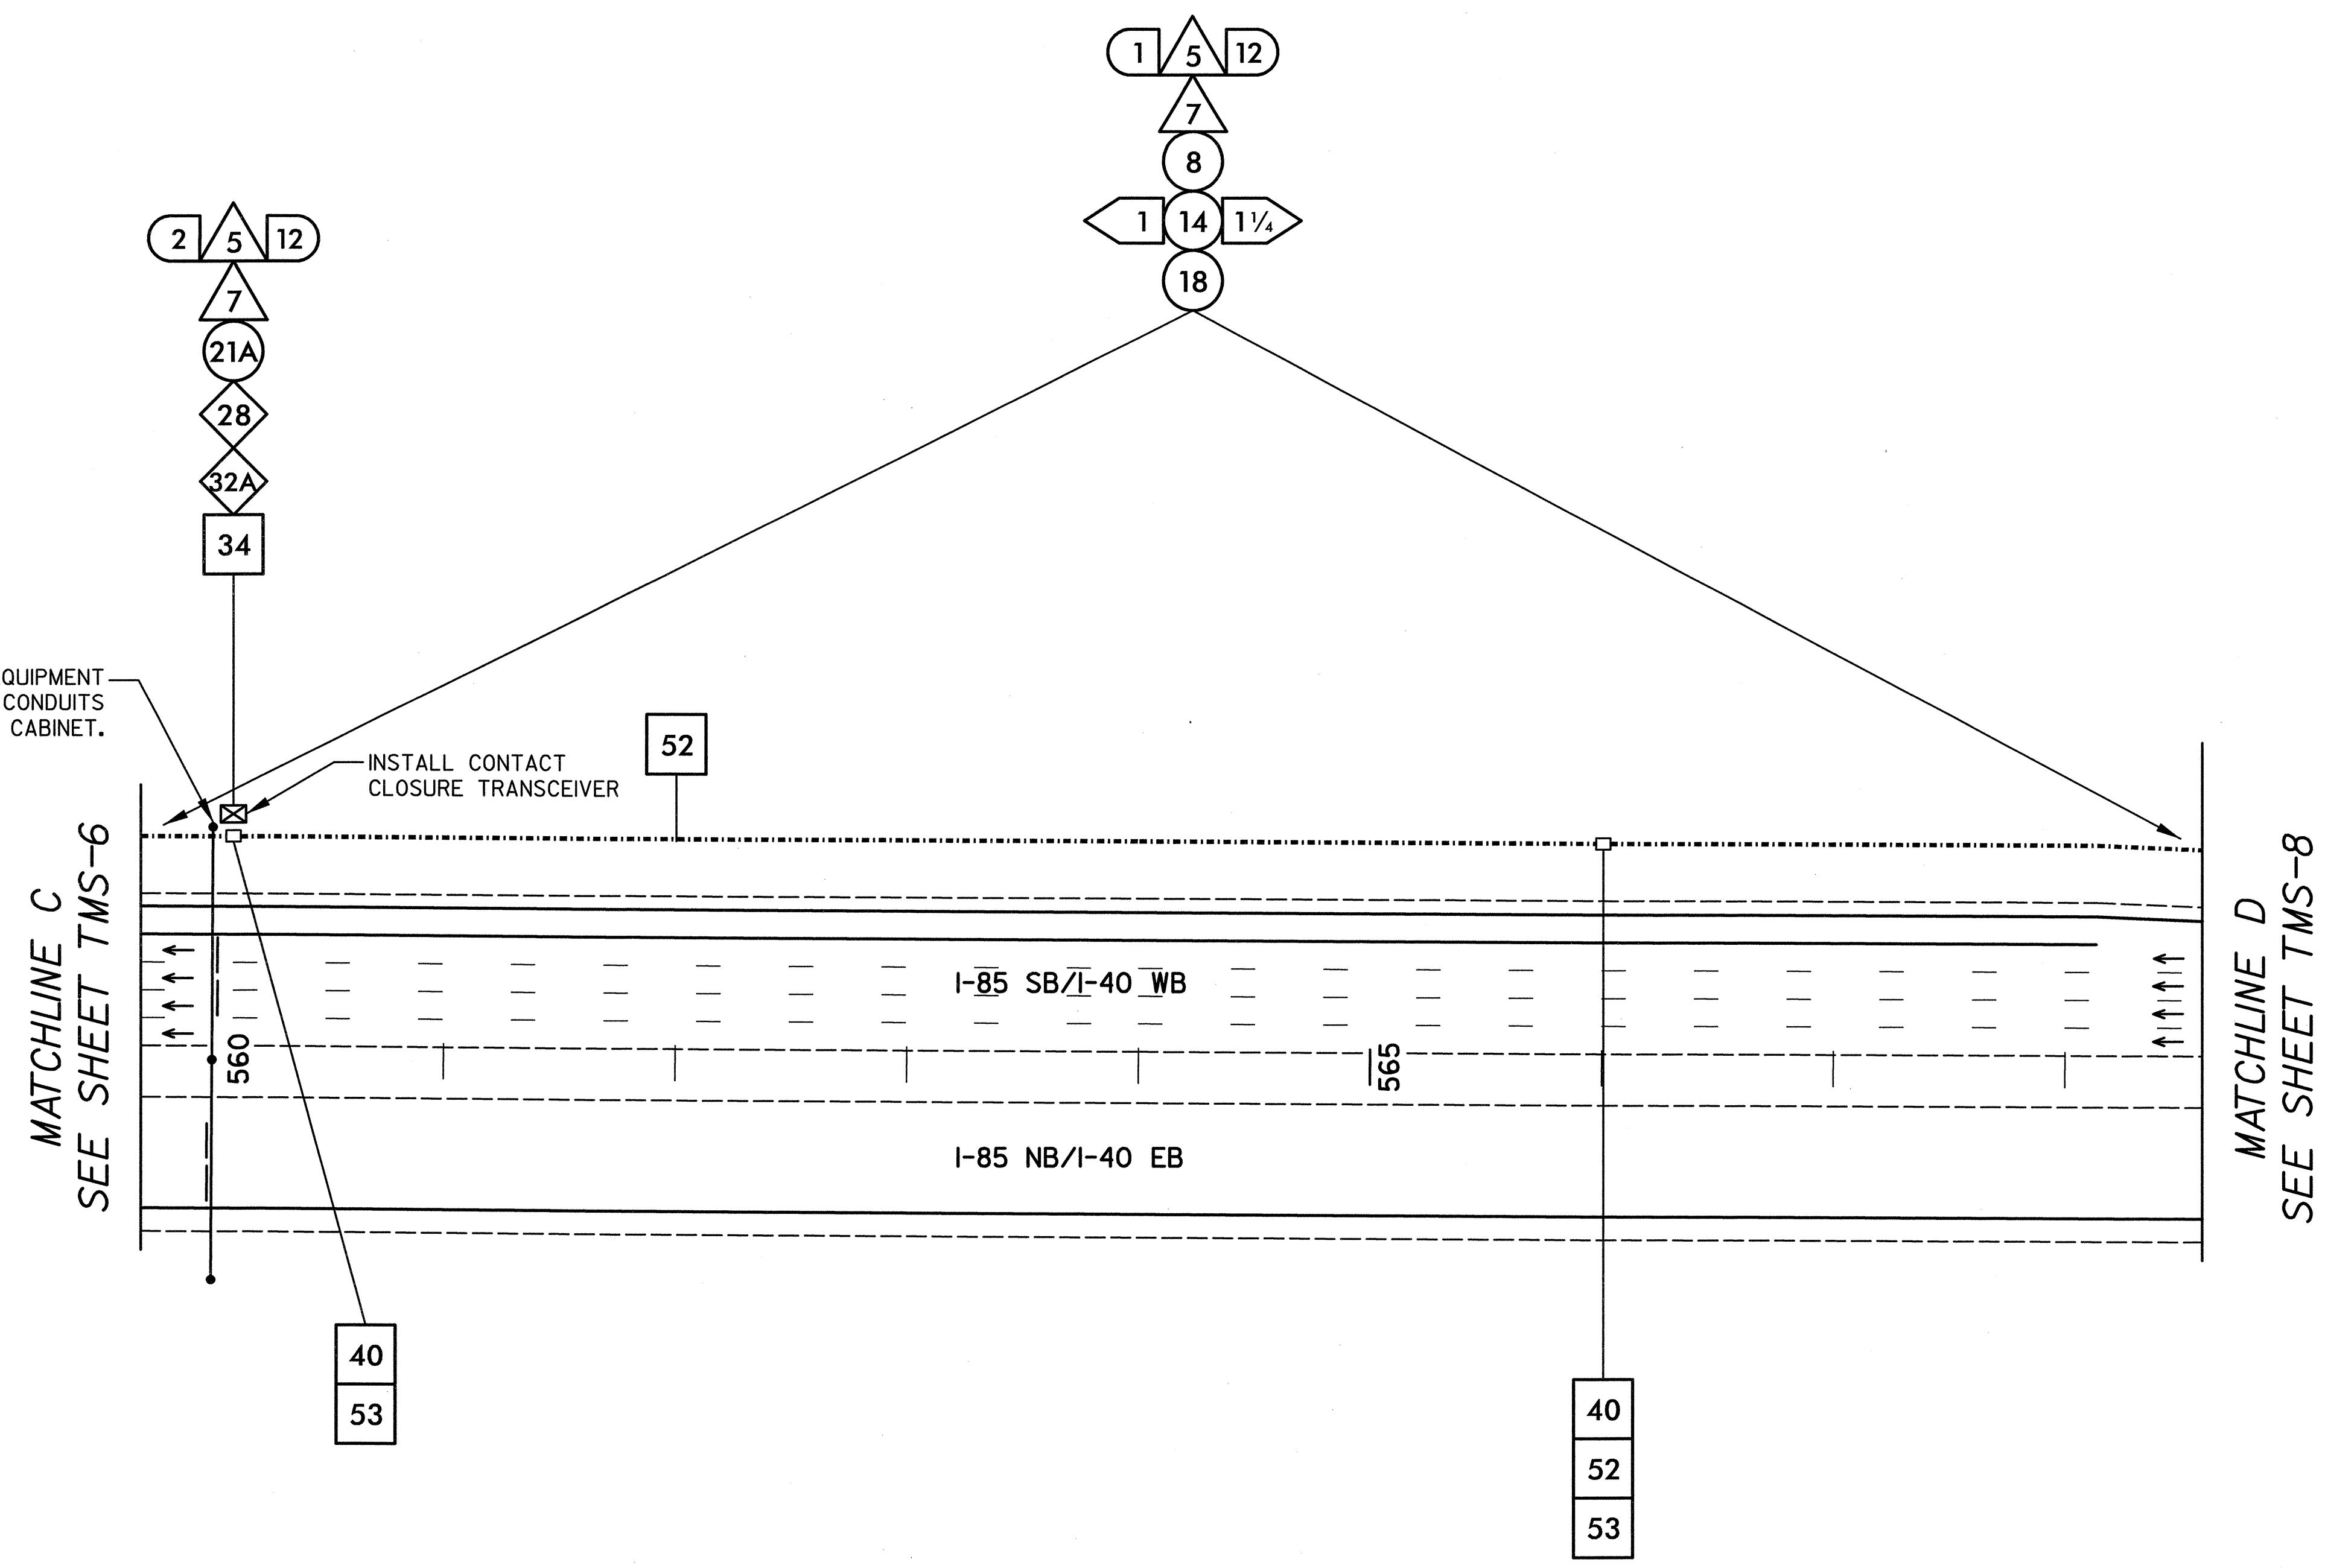 1 5 12
7
8
1 14 1¼
18
2 5 12
7
21A
28
32A
34
QUIPMENT
CONDUITS
CABINET.
INSTALL CONTACT
CLOSURE TRANSCEIVER
52
MATCHLINE C
SEE SHEET TMS-6
I-85 SB/I-40 WB
560
565
I-85 NB/I-40 EB
MATCHLINE D
SEE SHEET TMS-8
40
53
40
52
53